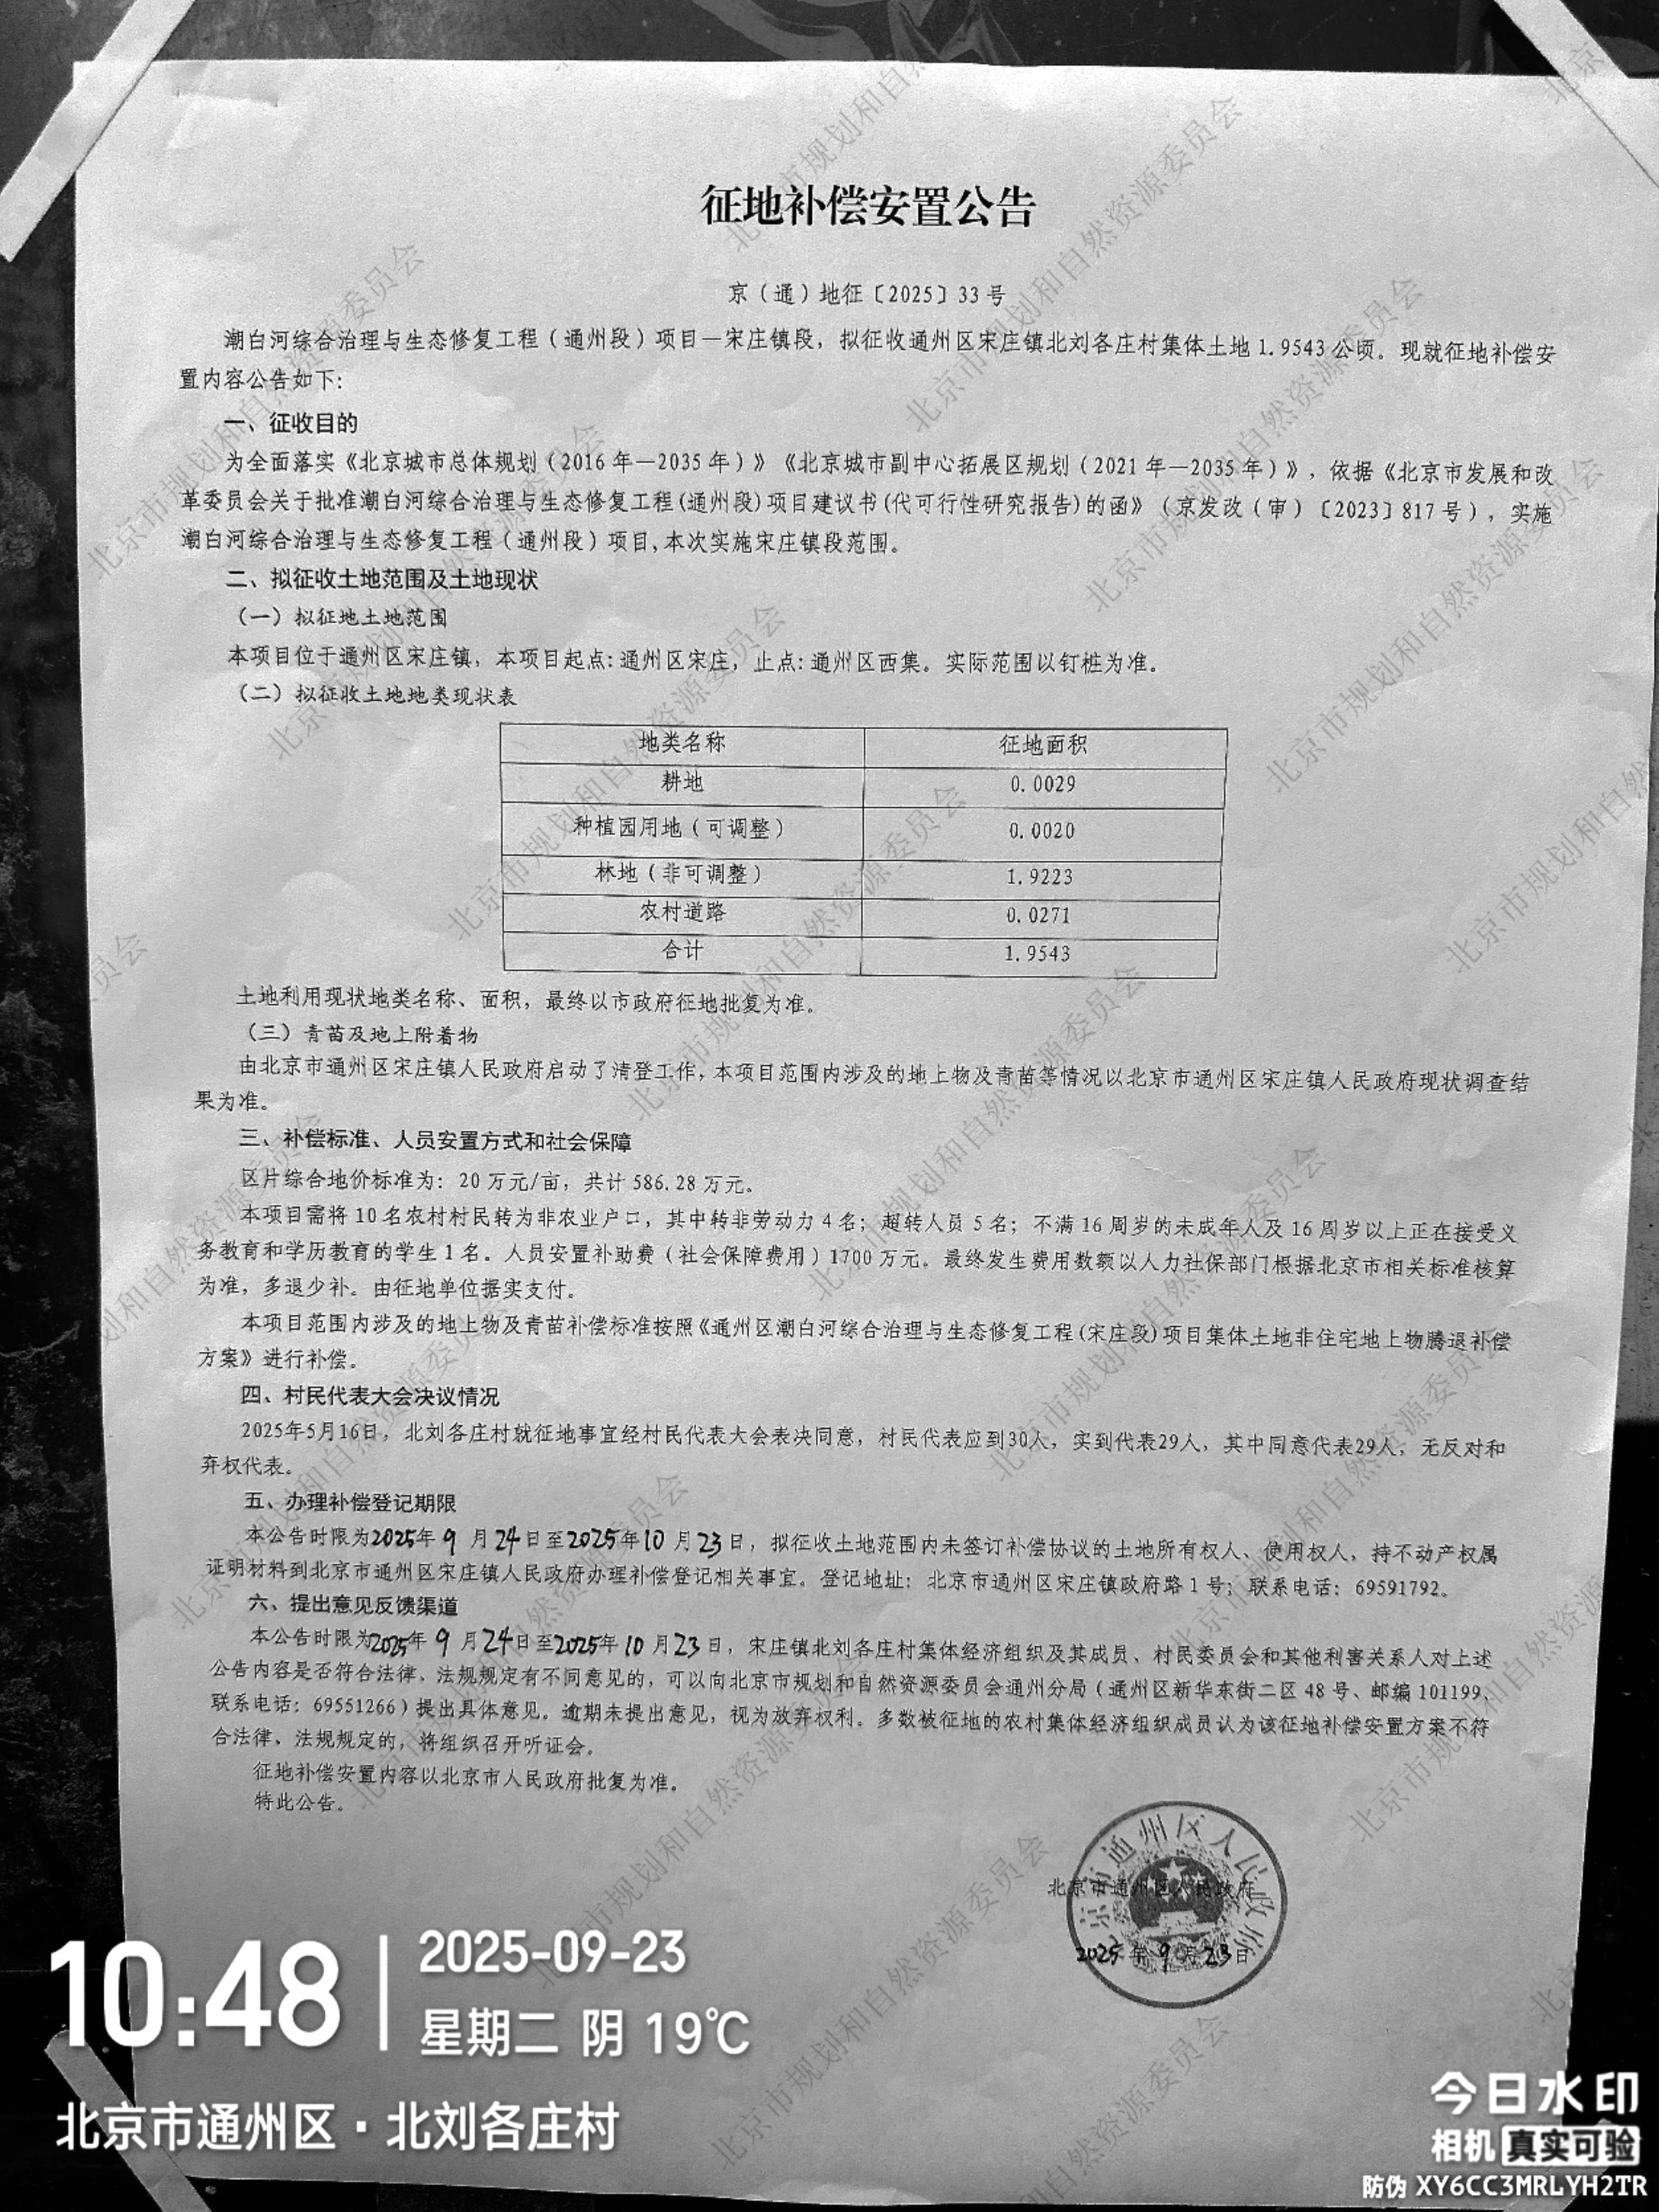 征地补偿安置公告
京（通）地征〔2025〕33号
潮白河综合治理与生态修复工程（通州段）项目—宋庄镇段，拟征收通州区宋庄镇北刘各庄村集体土地1.9543公顷。现就征地补偿安
置内容公告如下：
一、征收目的
为全面落实《北京城市总体规划（2016年—2035年）》《北京城市副中心拓展区规划（2021年—2035年）》，依据《北京市发展和改
革委员会关于批准潮白河综合治理与生态修复工程(通州段)项目建议书(代可行性研究报告)的函》（京发改（审）〔2023〕817号），实施
潮白河综合治理与生态修复工程（通州段）项目,本次实施宋庄镇段范围。
二、拟征收土地范围及土地现状
（一）拟征地土地范围
本项目位于通州区宋庄镇，本项目起点:通州区宋庄，止点:通州区西集。实际范围以钉桩为准。
（二）拟征收土地地类现状表
地类名称 征地面积
耕地 0.0029
种植园用地（可调整） 0.0020
林地（非可调整） 1.9223
农村道路 0.0271
合计 1.9543
土地利用现状地类名称、面积，最终以市政府征地批复为准。
（三）青苗及地上附着物
由北京市通州区宋庄镇人民政府启动了清登工作,本项目范围内涉及的地上物及青苗等情况以北京市通州区宋庄镇人民政府现状调查结
果为准。
三、补偿标准、人员安置方式和社会保障
区片综合地价标准为：20万元/亩，共计586.28万元。
本项目需将10名农村村民转为非农业户口，其中转非劳动力4名；超转人员5名；不满16周岁的未成年人及16周岁以上正在接受义
务教育和学历教育的学生1名。人员安置补助费（社会保障费用）1700万元。最终发生费用数额以人力社保部门根据北京市相关标准核算
为准，多退少补。由征地单位据实支付。
本项目范围内涉及的地上物及青苗补偿标准按照《通州区潮白河综合治理与生态修复工程(宋庄段)项目集体土地非住宅地上物腾退补偿
方案》进行补偿。
四、村民代表大会决议情况
2025年5月16日，北刘各庄村就征地事宜经村民代表大会表决同意，村民代表应到30人，实到代表29人，其中同意代表29人，无反对和
弃权代表。
五、办理补偿登记期限
本公告时限为2025年9月24日至2025年10月23日，拟征收土地范围内未签订补偿协议的土地所有权人、使用权人，持不动产权属
证明材料到北京市通州区宋庄镇人民政府办理补偿登记相关事宜。登记地址：北京市通州区宋庄镇政府路1号；联系电话：69591792。
六、提出意见反馈渠道
本公告时限为2025年9月24日至2025年10月23日，宋庄镇北刘各庄村集体经济组织及其成员、村民委员会和其他利害关系人对上述
公告内容是否符合法律、法规规定有不同意见的，可以向北京市规划和自然资源委员会通州分局（通州区新华东街二区48号、邮编101199、
联系电话：69551266）提出具体意见。逾期未提出意见，视为放弃权利。多数被征地的农村集体经济组织成员认为该征地补偿安置方案不符
合法律、法规规定的，将组织召开听证会。
征地补偿安置内容以北京市人民政府批复为准。
特此公告。
北京市通州区人民政府
2025年9月23日
北京市规划和自然资源委员会
10:48
2025-09-23
星期二 阴 19℃
北京市通州区·北刘各庄村
今日水印
相机 真实可验
防伪 XY6CC3MRLYH2TR